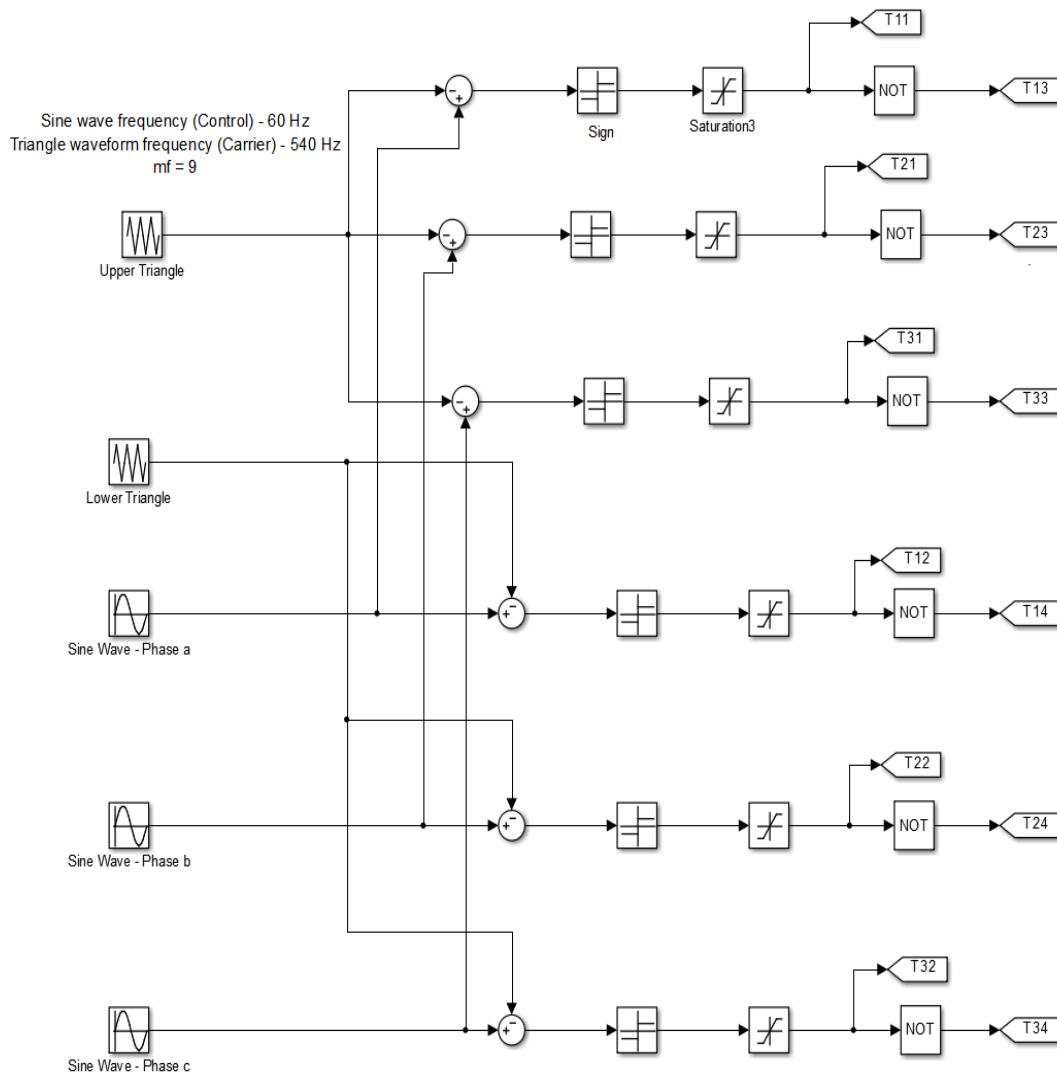 T11
NOT
T13
Sign
Saturation3
Sine wave frequency (Control) - 60 Hz
Triangle waveform frequency (Carrier) - 540 Hz
mf = 9
T21
NOT
T23
Upper Triangle
T31
NOT
T33
Lower Triangle
T12
NOT
T14
Sine Wave - Phase a
T22
NOT
T24
Sine Wave - Phase b
T32
NOT
T34
Sine Wave - Phase c